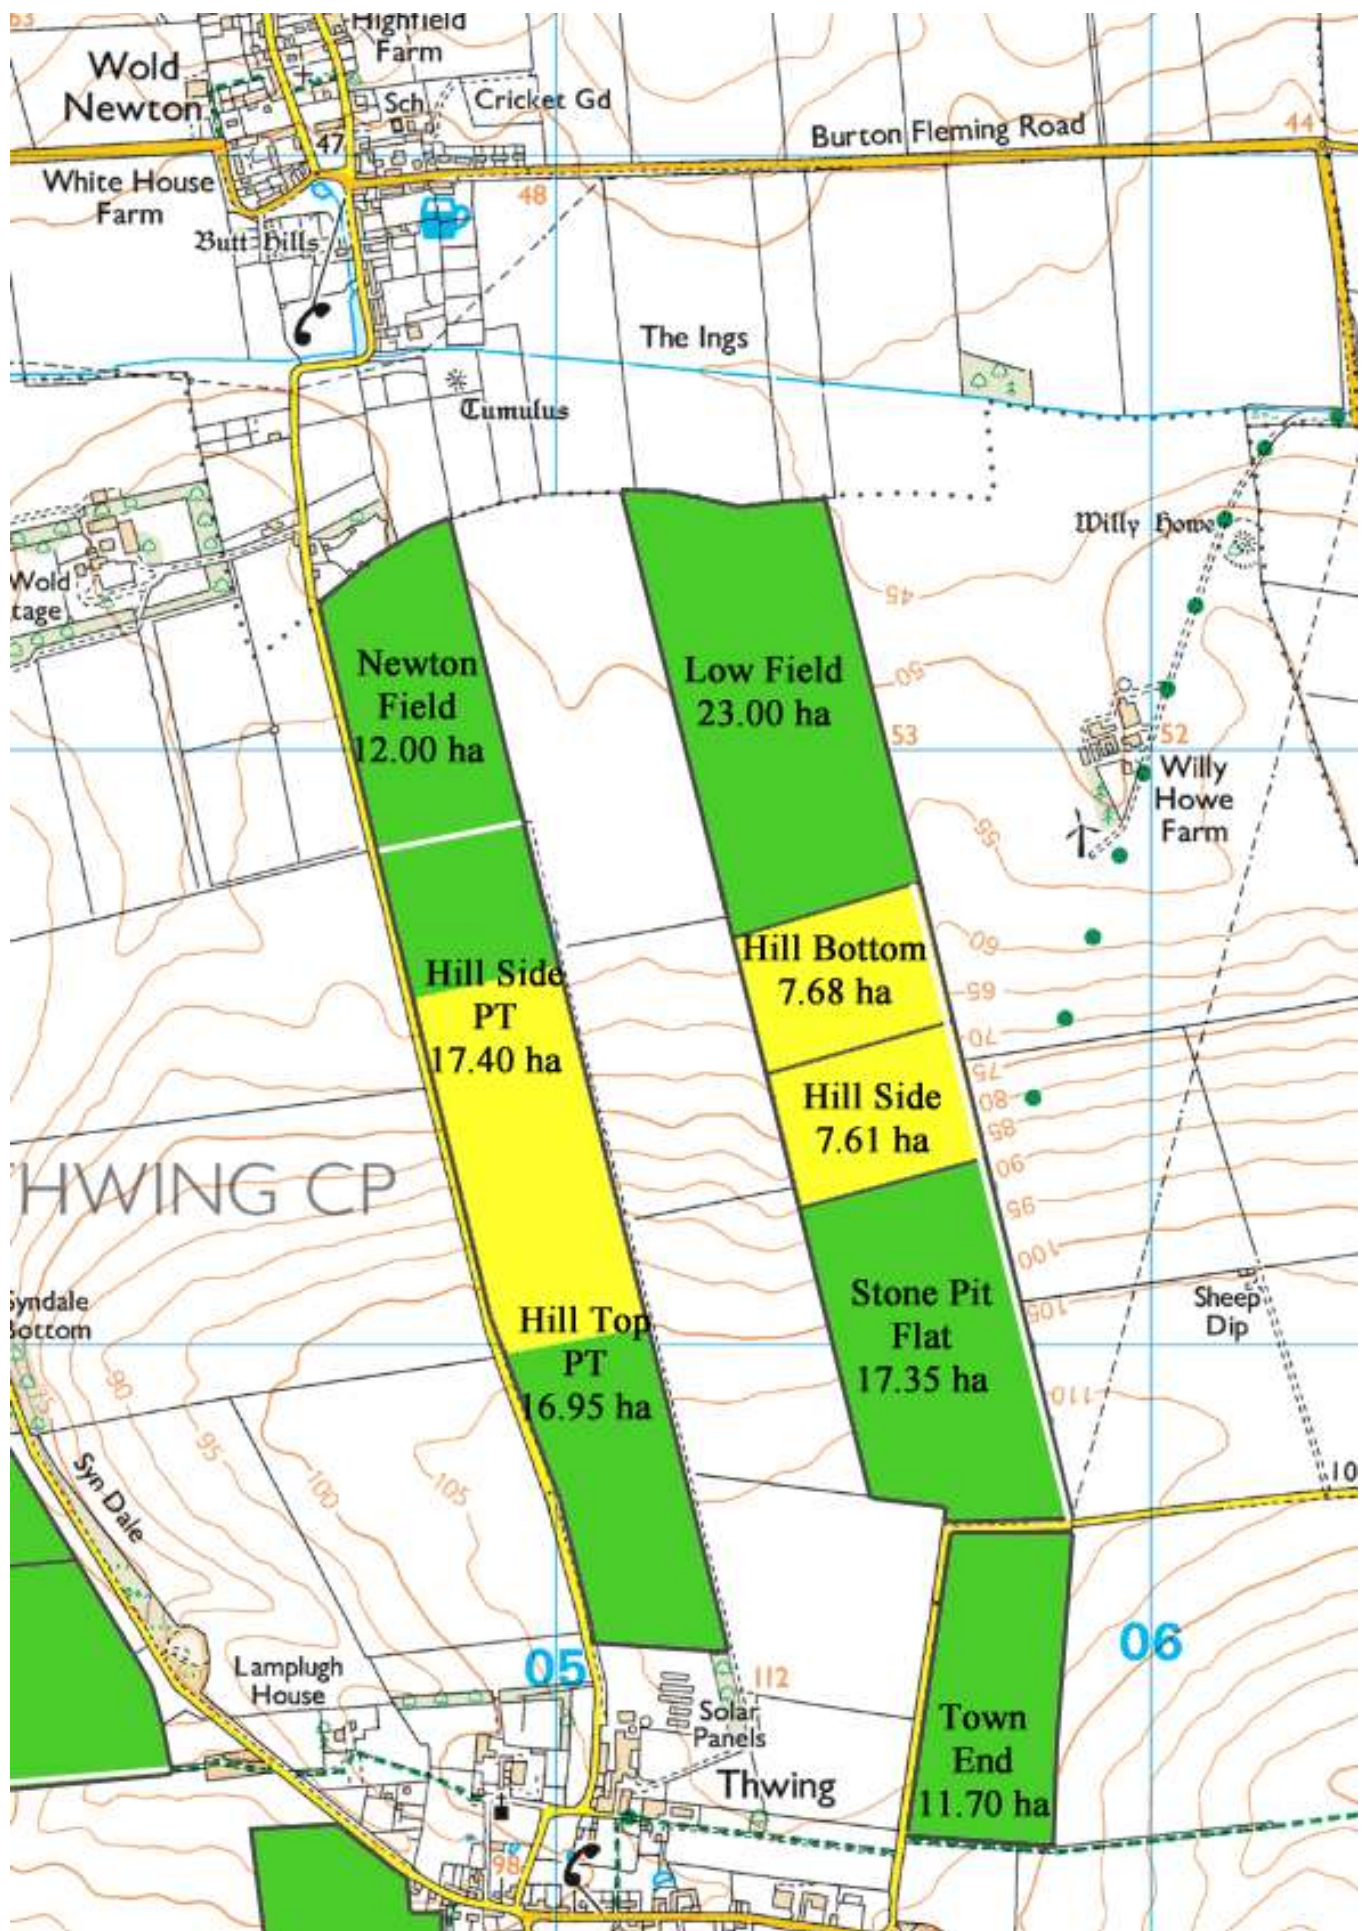 63
Highfield
Farm
Wold
Newton
Sch
Cricket Gd
47
Burton Fleming Road
44
White House
Farm
48
Butt Hills
The Ings
Tumulus
Willy Howe
Wold
tage
45
Newton
Field
12.00 ha
Low Field
23.00 ha
50
53
52
Willy
Howe
Farm
55
Hill Bottom
7.68 ha
60
65
70
Hill Side
PT
17.40 ha
75
80
85
Hill Side
7.61 ha
90
95
HWING CP
100
105
Syndale
Bottom
Stone Pit
Flat
17.35 ha
Sheep
Dip
Hill Top
PT
16.95 ha
90
95
100
105
110
Syn Dale
10
05
06
Lamplugh
House
112
Solar
Panels
Town
End
11.70 ha
Thwing
98